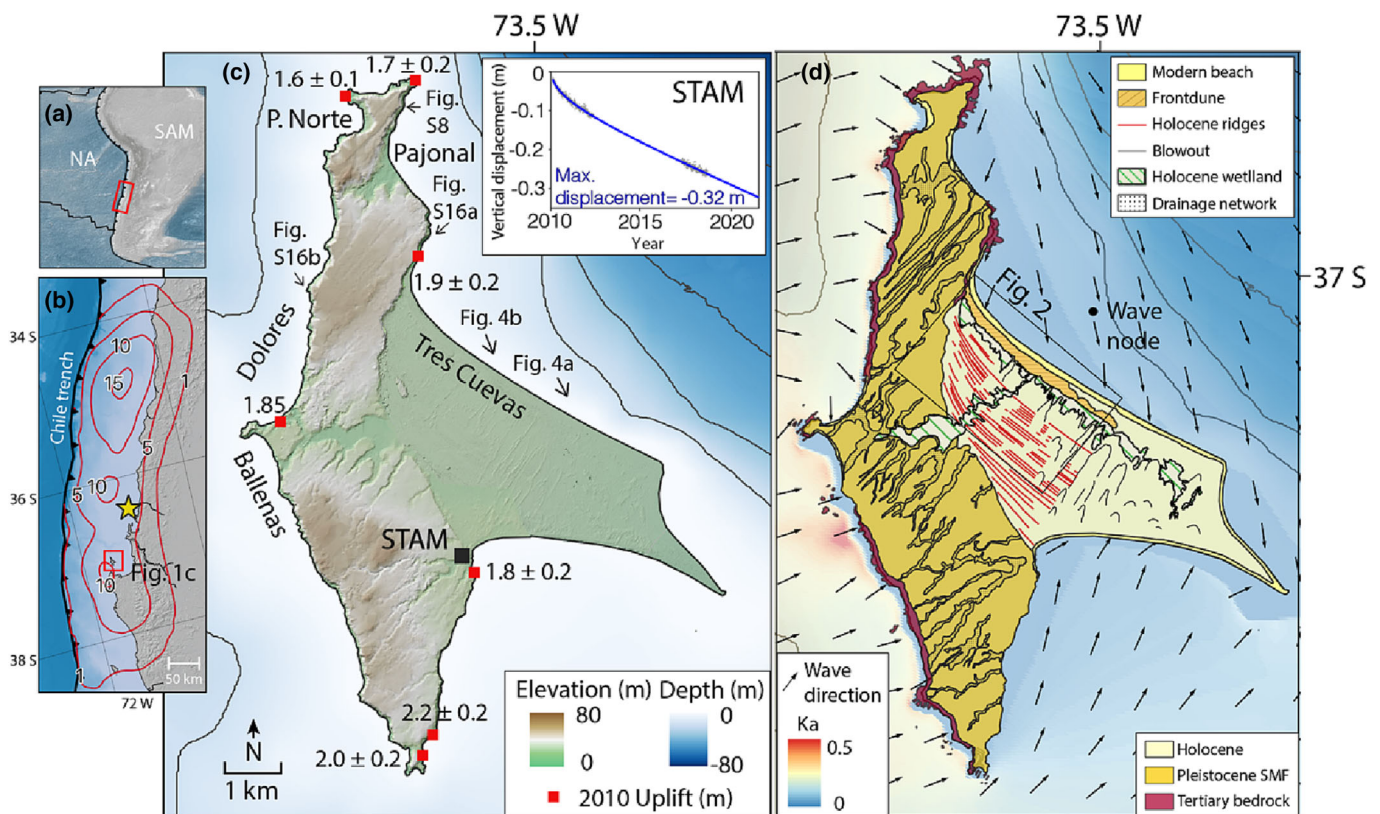 73.5 W
73.5 W
(a)
SAM
NA
(b)
34 S
10
15
1
Chile trench
5
36 S
5
10
Fig. 1c
10
38 S
1
50 km
72 W
(c)
1.6 ± 0.1
1.7 ± 0.2
P. Norte
Fig.
S8
Pajonal
Fig.
S16a
Fig.
S16b
1.9 ± 0.2
Dolores
Fig. 4b
Fig. 4a
Tres Cuevas
1.85
Ballenas
STAM
1.8 ± 0.2
2.2 ± 0.2
2.0 ± 0.2
N
1 km
Vertical displacement (m)
0
-0.1
-0.2
-0.3
STAM
Max.
displacement= -0.32 m
2010
2015
2020
Year
Elevation (m)
80
0
Depth (m)
0
-80
2010 Uplift (m)
(d)
Modern beach
Frontdune
Holocene ridges
Blowout
Holocene wetlland
Drainage network
37 S
Fig. 2
Wave
node
Wave
direction
Ka
0.5
0
Holocene
Pleistocene SMF
Tertiary bedrock